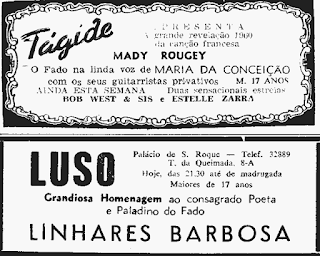 Tágide
APRESENTA
A grande revelação 1960
da canção francesa
MADY ROUGEY
O Fado na linda voz de MARIA DA CONCEIÇÃO
com os seus guitarristas privativos M. 17 ANOS
AINDA ESTA SEMANA Duas sensacionais estreias
BOB WEST & SIS e ESTELLE ZARRA
LUSO
Palácio de S. Roque — Telef. 32889
T. da Queimada. 8-A
Hoje, das 21.30 até de madrugada
Maiores de 17 anos
Grandiosa Homenagem ao consagrado Poeta
e Paladino do Fado
LINHARES BARBOSA